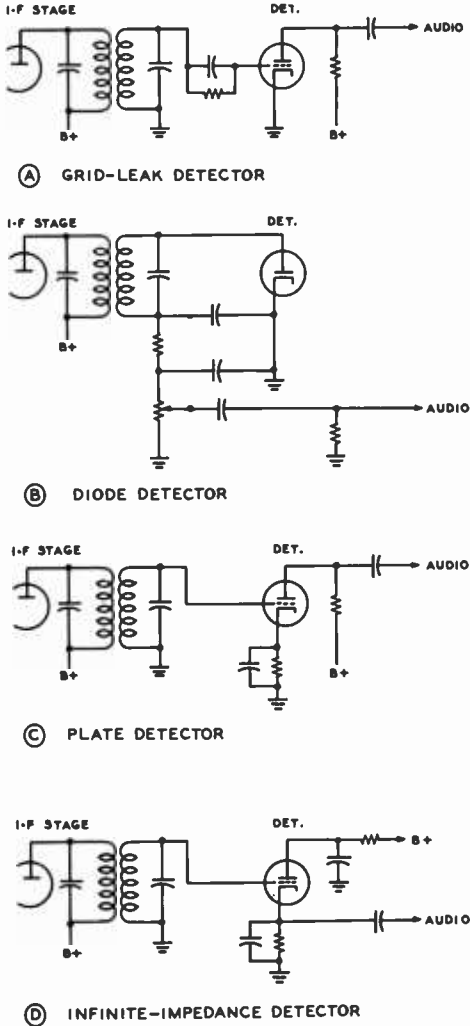 I-F STAGE
DET.
AUDIO
B+
B+
Ⓐ GRID-LEAK DETECTOR
I-F STAGE
DET.
B+
AUDIO
Ⓑ DIODE DETECTOR
I-F STAGE
DET.
AUDIO
B+
B+
Ⓒ PLATE DETECTOR
I-F STAGE
DET.
B+
AUDIO
B+
Ⓓ INFINITE-IMPEDANCE DETECTOR